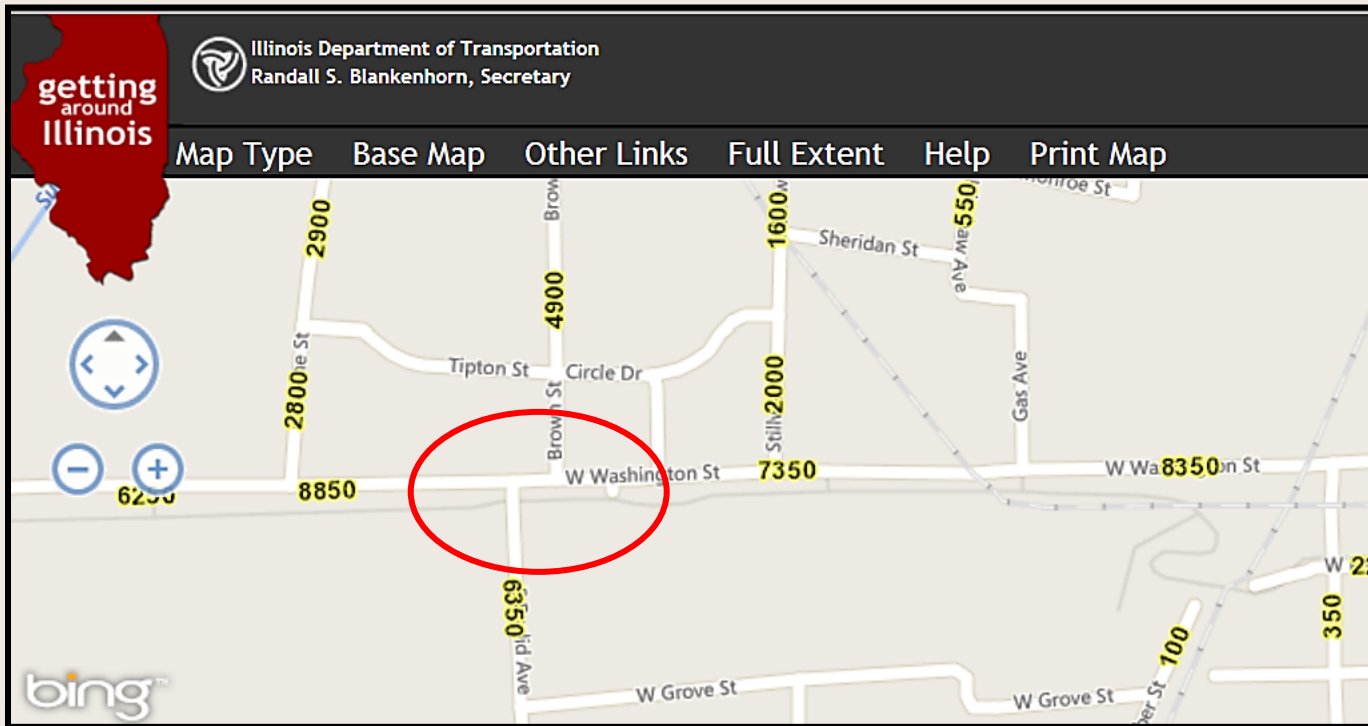 getting
around
Illinois
Illinois Department of Transportation
Randall S. Blankenhorn, Secretary
Map Type Base Map Other Links Full Extent Help Print Map
2900
4900
1600
550
Sheridan St
2800
Tipton St
Circle Dr
Brown St
2000
Gas Ave
W Washington St
7350
8350
8850
6350
W Grove St
W Grove St
100
350
W
bing™